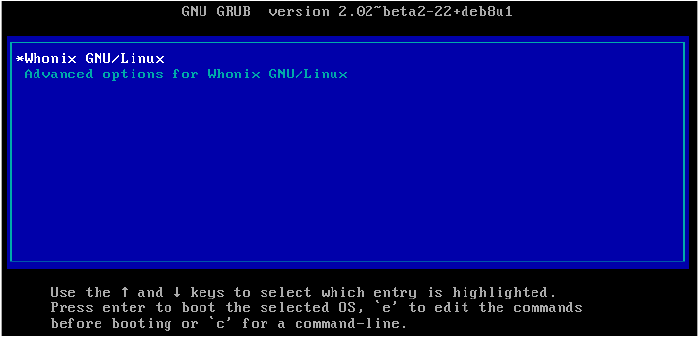 GNU GRUB  version 2.02~beta2-22+deb8u1
*Whonix GNU/Linux
Advanced options for Whonix GNU/Linux
Use the ↑ and ↓ keys to select which entry is highlighted.
Press enter to boot the selected OS, `e' to edit the commands
before booting or `c' for a command-line.